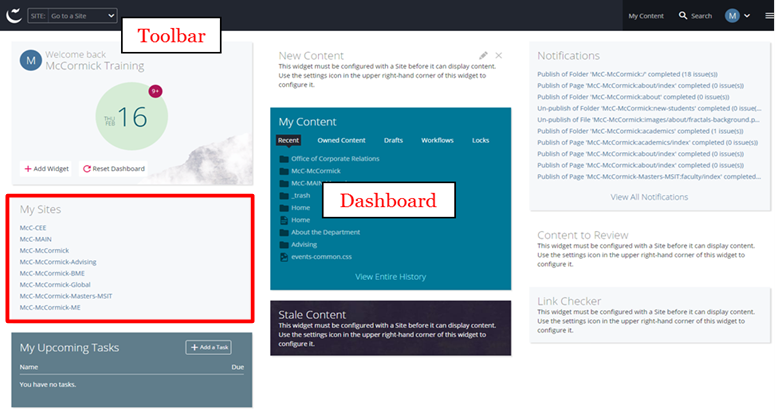 SITE: Go to a Site
My Content
Search
M
Toolbar
M
Welcome back
McCormick Training
9+
THU
FEB
16
Add Widget
Reset Dashboard
My Sites
McC-CEE
McC-MAIN
McC-McCormick
McC-McCormick-Advising
McC-McCormick-BME
McC-McCormick-Global
McC-McCormick-Masters-MSIT
McC-McCormick-ME
My Upcoming Tasks
Add a Task
Name Due
You have no tasks.
New Content
This widget must be configured with a Site before it can display content.
Use the settings icon in the upper right-hand corner of this widget to
configure it.
My Content
Recent Owned Content Drafts Workflows Locks
Office of Corporate Relations
McC-McCormick
McC-MAIN
_trash
Home
Home
About the Department
Advising
events-common.css
View Entire History
Dashboard
Stale Content
This widget must be configured with a Site before it can display content.
Use the settings icon in the upper right-hand corner of this widget to
configure it.
Notifications
Publish of Folder 'McC-McCormick:/' completed (18 issue(s))
Publish of Page 'McC-McCormick:about/index' completed (0 issue(s))
Publish of Folder 'McC-McCormick:about' completed (0 issue(s))
Un-publish of Folder 'McC-McCormick:new-students' completed (0 issue(...
Un-publish of File 'McC-McCormick:images/about/fractals-background.p...
Publish of Folder 'McC-McCormick:academics' completed (1 issue(s))
Publish of Page 'McC-McCormick:academics/index' completed (0 issue(s))
Publish of Page 'McC-McCormick:about/index' completed (0 issue(s))
Publish of Page 'McC-McCormick:about/index' completed (0 issue(s))
Publish of Page 'McC-McCormick-Masters-MSIT:faculty/index' completed...
View All Notifications
Content to Review
This widget must be configured with a Site before it can display content.
Use the settings icon in the upper right-hand corner of this widget to
configure it.
Link Checker
This widget must be configured with a Site before it can display content.
Use the settings icon in the upper right-hand corner of this widget to
configure it.